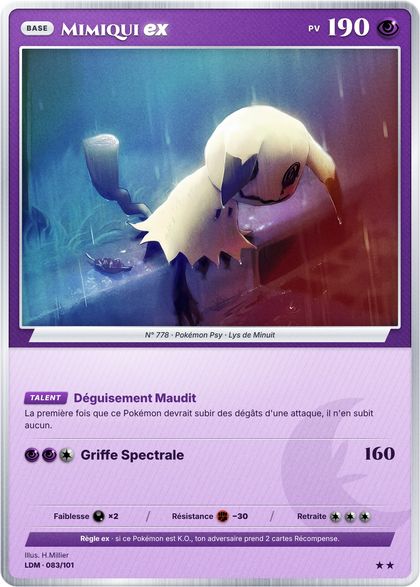 BASE MIMIQUI ex PV 190
N° 778 · Pokémon Psy · Lys de Minuit
TALENT Déguisement Maudit
La première fois que ce Pokémon devrait subir des dégâts d'une attaque, il n'en subit
aucun.
Griffe Spectrale 160
Faiblesse ×2 / Résistance −30 / Retraite
Règle ex · si ce Pokémon est K.O., ton adversaire prend 2 cartes Récompense.
Illus. H.Millier
LDM · 083/101 ★★